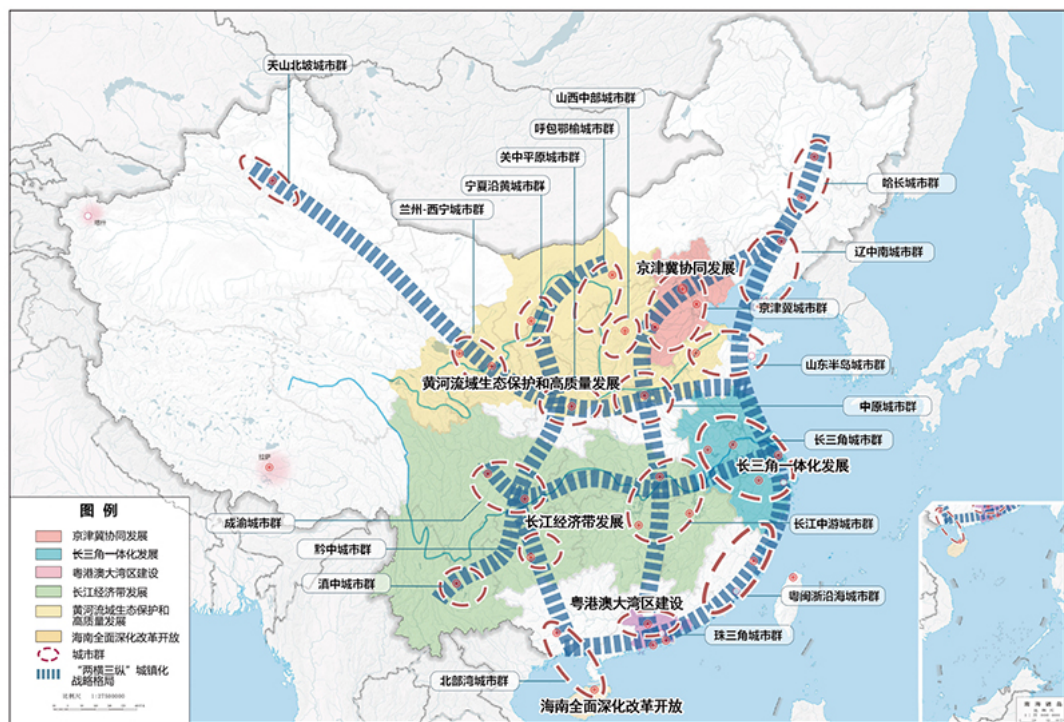 天山北坡城市群
山西中部城市群
呼包鄂榆城市群
关中平原城市群
宁夏沿黄城市群
兰州-西宁城市群
哈长城市群
辽中南城市群
京津冀协同发展
京津冀城市群
山东半岛城市群
黄河流域生态保护和高质量发展
中原城市群
长三角城市群
长三角一体化发展
拉萨
成渝城市群
长江经济带发展
长江中游城市群
黔中城市群
滇中城市群
粤闽浙沿海城市群
粤港澳大湾区建设
珠三角城市群
北部湾城市群
海南全面深化改革开放
图 例
京津冀协同发展
长三角一体化发展
粤港澳大湾区建设
长江经济带发展
黄河流域生态保护和
高质量发展
海南全面深化改革开放
城市群
“两横三纵”城镇化
战略格局